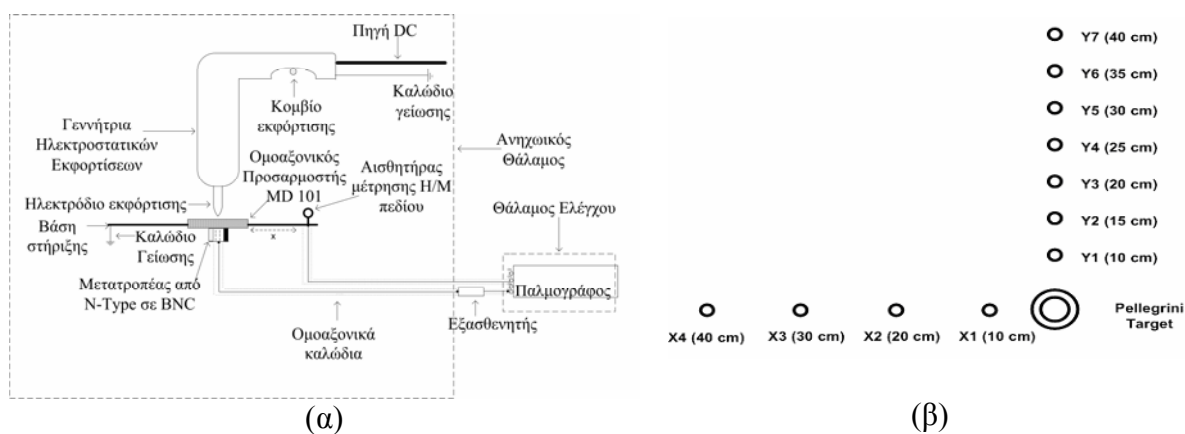 Πηγή DC
Καλώδιο
γείωσης
Κομβίο
εκφόρτισης
Γεννήτρια
Ηλεκτροστατικών
Εκφορτίσεων
Ανηχωικός
Θάλαμος
Ομοαξονικός
Προσαρμοστής
MD 101
Αισθητήρας
μέτρησης Η/Μ
πεδίου
Ηλεκτρόδιο εκφόρτισης
Βάση
στήριξης
Καλώδιο
Γείωσης
x
Θάλαμος Ελέγχου
Μετατροπέας από
N-Type σε BNC
Παλμογράφος
Εξασθενητής
Ομοαξονικά
καλώδια
(α)
Y7 (40 cm)
Y6 (35 cm)
Y5 (30 cm)
Y4 (25 cm)
Y3 (20 cm)
Y2 (15 cm)
Y1 (10 cm)
Pellegrini
Target
X4 (40 cm)
X3 (30 cm)
X2 (20 cm)
X1 (10 cm)
(β)